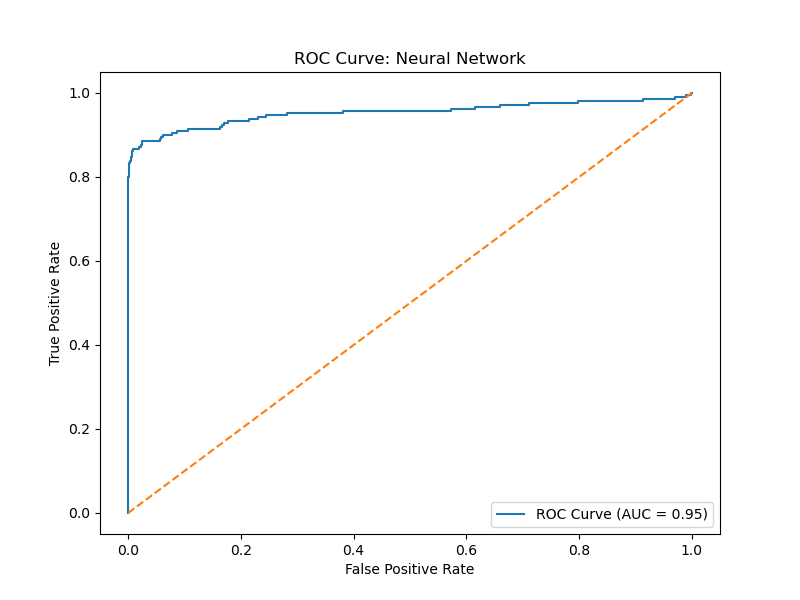 ROC Curve: Neural Network
True Positive Rate
1.0
0.8
0.6
0.4
0.2
0.0
ROC Curve (AUC = 0.95)
0.0 0.2 0.4 0.6 0.8 1.0
False Positive Rate